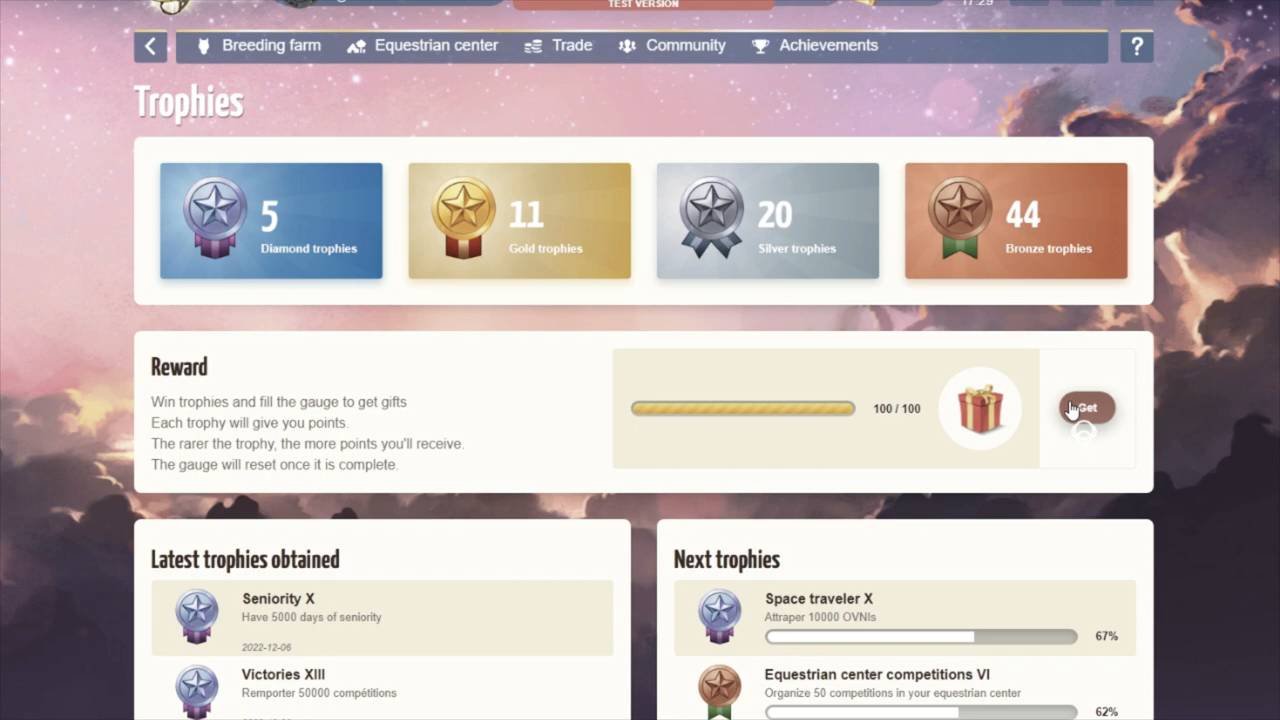 TEST VERSION
17:29
Breeding farm
Equestrian center
Trade
Community
Achievements
?
Trophies
5
Diamond trophies
11
Gold trophies
20
Silver trophies
44
Bronze trophies
Reward
Win trophies and fill the gauge to get gifts
Each trophy will give you points.
The rarer the trophy, the more points you'll receive.
The gauge will reset once it is complete.
100 / 100
Get
Latest trophies obtained
Seniority X
Have 5000 days of seniority
2022-12-06
Victories XIII
Remporter 50000 compétitions
Next trophies
Space traveler X
Attraper 10000 OVNIs
67%
Equestrian center competitions VI
Organize 50 competitions in your equestrian center
62%